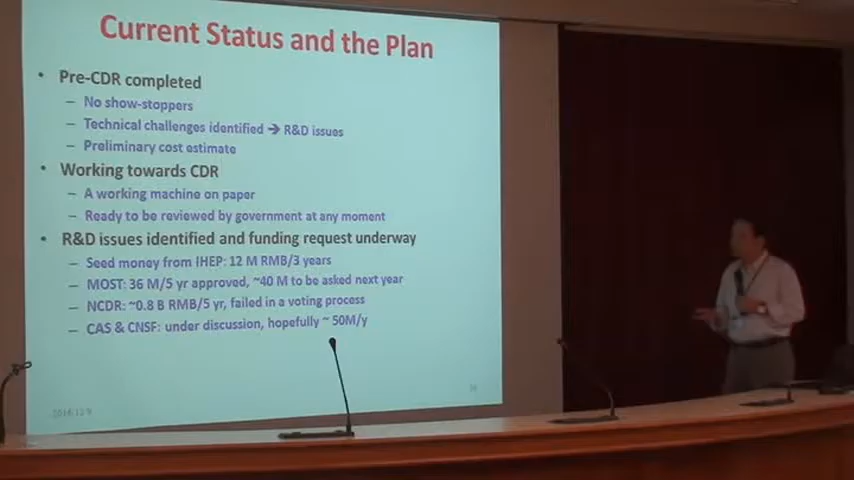 Current Status and the Plan
• Pre-CDR completed
– No show-stoppers
– Technical challenges identified → R&D issues
– Preliminary cost estimate
• Working towards CDR
– A working machine on paper
– Ready to be reviewed by government at any moment
• R&D issues identified and funding request underway
– Seed money from IHEP: 12 M RMB/3 years
– MOST: 36 M/5 yr approved, ~40 M to be asked next year
– NCDR: ~0.8 B RMB/5 yr, failed in a voting process
– CAS & CNSF: under discussion, hopefully ~ 50M/y